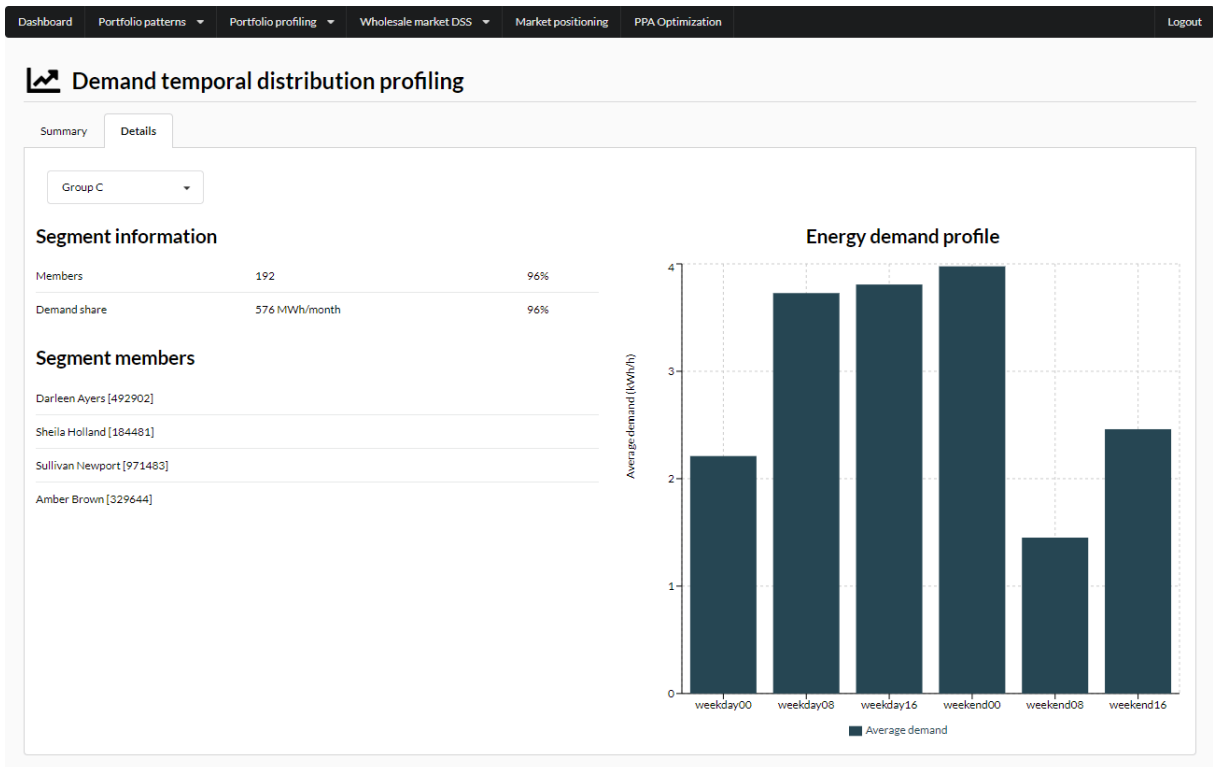 Dashboard Portfolio patterns Portfolio profiling Wholesale market DSS Market positioning PPA Optimization Logout
Demand temporal distribution profiling
Summary Details
Group C
Segment information
Members 192 96%
Demand share 576 MWh/month 96%
Segment members
Darleen Ayers [492902]
Sheila Holland [184481]
Sullivan Newport [971483]
Amber Brown [329644]
Energy demand profile
Average demand (kWh/h)
4
3
2
1
0
weekday00 weekday08 weekday16 weekend00 weekend08 weekend16
Average demand